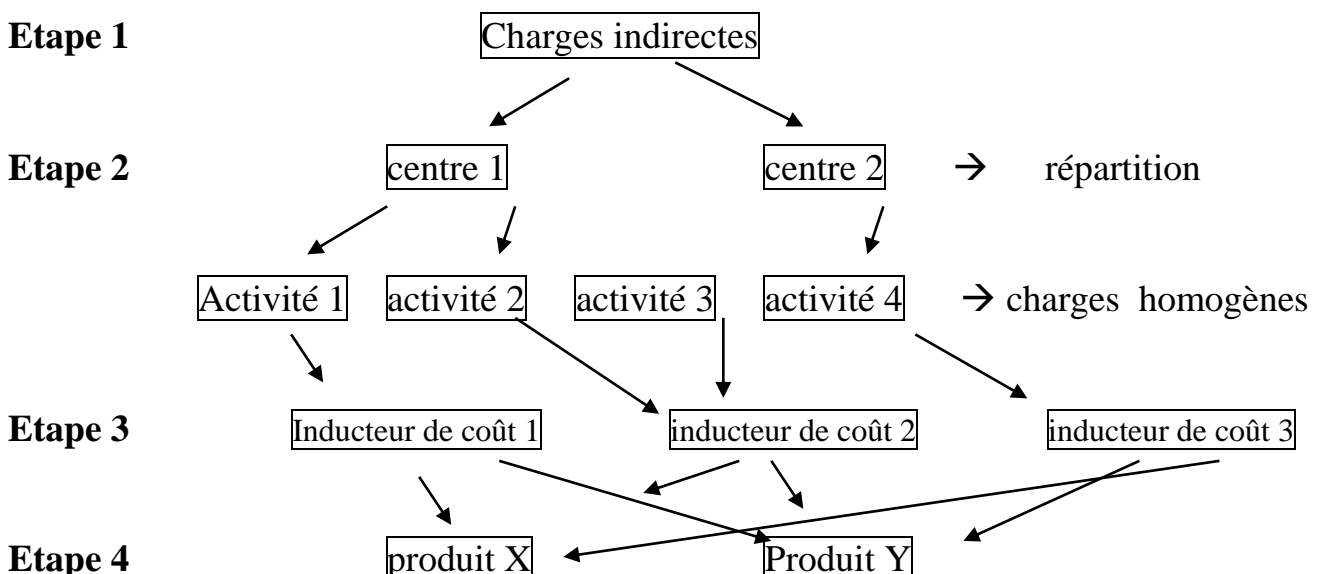 Etape 1 Charges indirectes
Etape 2 centre 1 centre 2 → répartition
Activité 1 activité 2 activité 3 activité 4 → charges homogènes
Etape 3 Inducteur de coût 1 inducteur de coût 2 inducteur de coût 3
Etape 4 produit X Produit Y